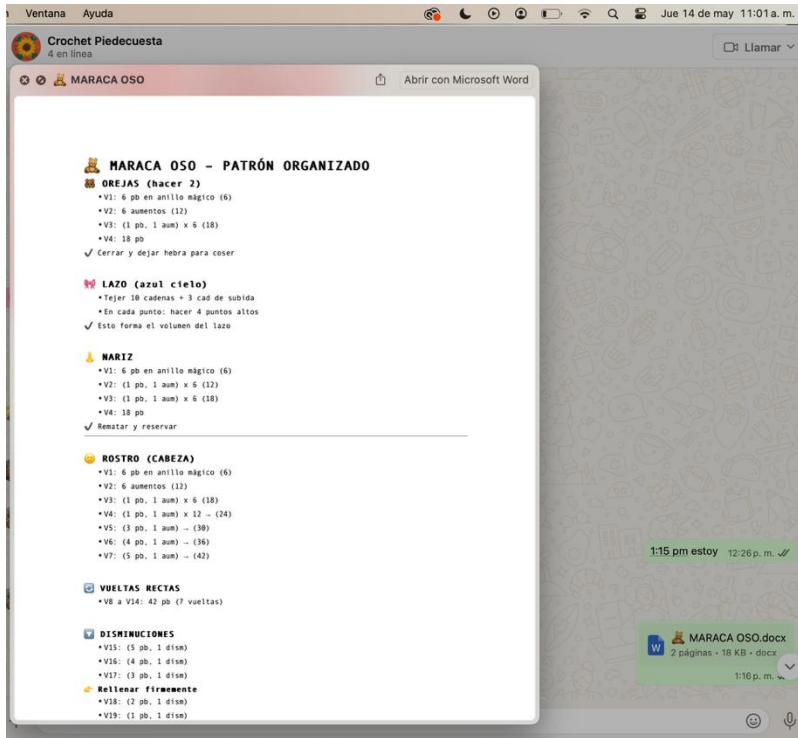 Ventana Ayuda
Jue 14 de may 11:01 a. m.
Crochet Piedecuesta
4 en línea
Llamar
MARACA OSO
Abrir con Microsoft Word
MARACA OSO – PATRÓN ORGANIZADO
OREJAS (hacer 2)
•V1: 6 pb en anillo mágico (6)
•V2: 6 aumentos (12)
•V3: (1 pb, 1 aum) x 6 (18)
•V4: 18 pb
✓ Cerrar y dejar hebra para coser
LAZO (azul cielo)
•Tejer 10 cadenas + 3 cad de subida
•En cada punto: hacer 4 puntos altos
✓ Esto forma el volumen del lazo
NARIZ
•V1: 6 pb en anillo mágico (6)
•V2: (1 pb, 1 aum) x 6 (12)
•V3: (1 pb, 1 aum) x 6 (18)
•V4: 18 pb
✓ Rematar y reservar
ROSTRO (CABEZA)
•V1: 6 pb en anillo mágico (6)
•V2: 6 aumentos (12)
•V3: (1 pb, 1 aum) x 6 (18)
•V4: (1 pb, 1 aum) x 12 → (24)
•V5: (3 pb, 1 aum) → (30)
•V6: (4 pb, 1 aum) → (36)
•V7: (5 pb, 1 aum) → (42)
VUELTAS RECTAS
•V8 a V14: 42 pb (7 vueltas)
DISMINUCIONES
•V15: (5 pb, 1 dism)
•V16: (4 pb, 1 dism)
•V17: (3 pb, 1 dism)
Rellenar firmemente
•V18: (2 pb, 1 dism)
•V19: (1 pb, 1 dism)
1:15 pm estoy 12:26 p. m.
W MARACA OSO.docx
2 páginas • 18 KB • docx
1:16 p. m.